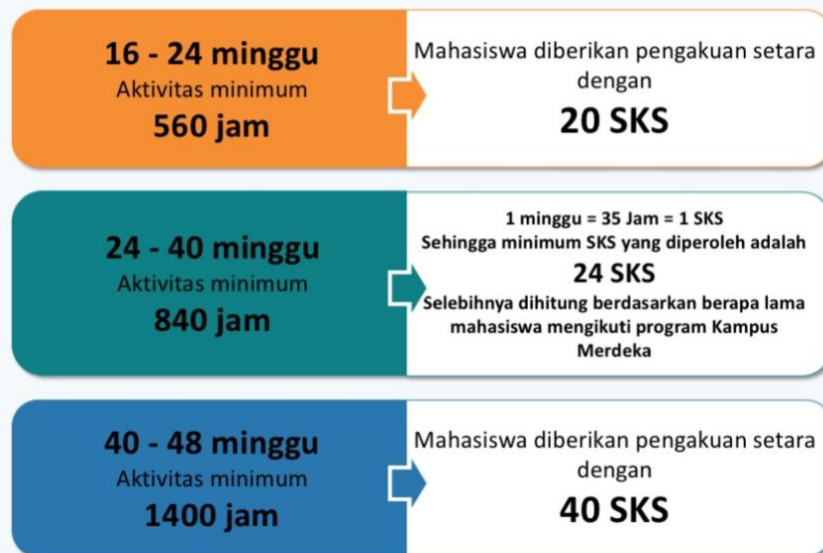 16 - 24 minggu
Aktivitas minimum
560 jam
Mahasiswa diberikan pengakuan setara
dengan
20 SKS
24 - 40 minggu
Aktivitas minimum
840 jam
1 minggu = 35 Jam = 1 SKS
Sehingga minimum SKS yang diperoleh adalah
24 SKS
Selebihnya dihitung berdasarkan berapa lama
mahasiswa mengikuti program Kampus
Merdeka
40 - 48 minggu
Aktivitas minimum
1400 jam
Mahasiswa diberikan pengakuan setara
dengan
40 SKS